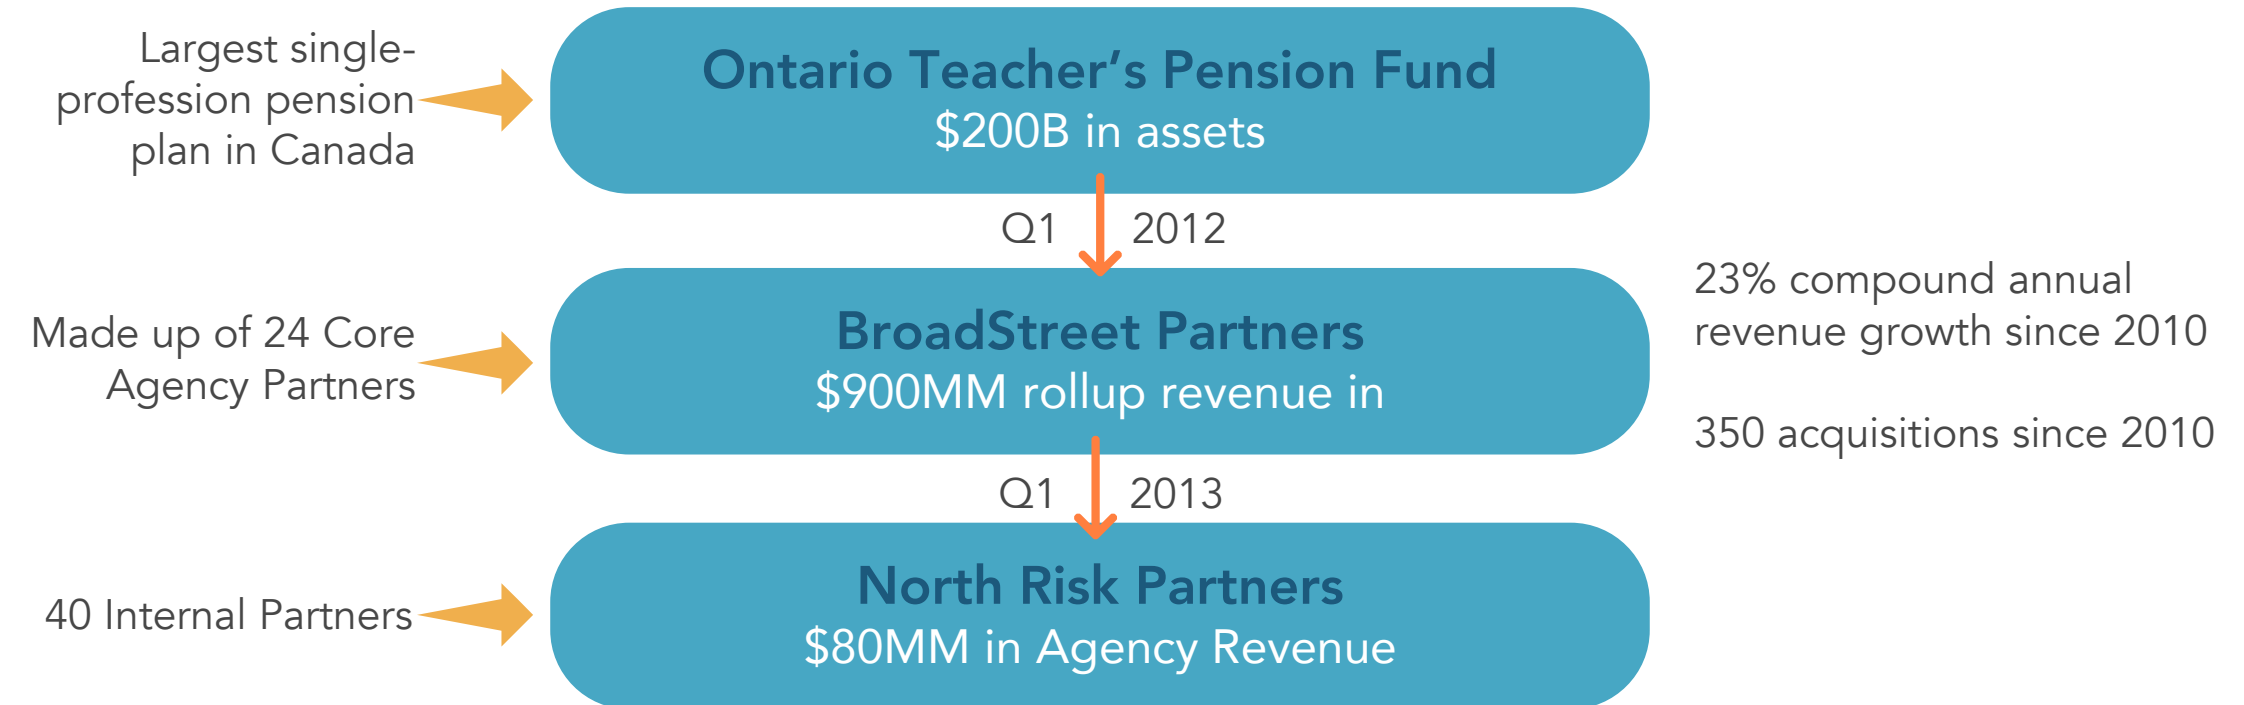 Largest single-
profession pension
plan in Canada
Ontario Teacher’s Pension Fund
$200B in assets
Q1 2012
Made up of 24 Core
Agency Partners
BroadStreet Partners
$900MM rollup revenue in
23% compound annual
revenue growth since 2010
350 acquisitions since 2010
Q1 2013
40 Internal Partners
North Risk Partners
$80MM in Agency Revenue